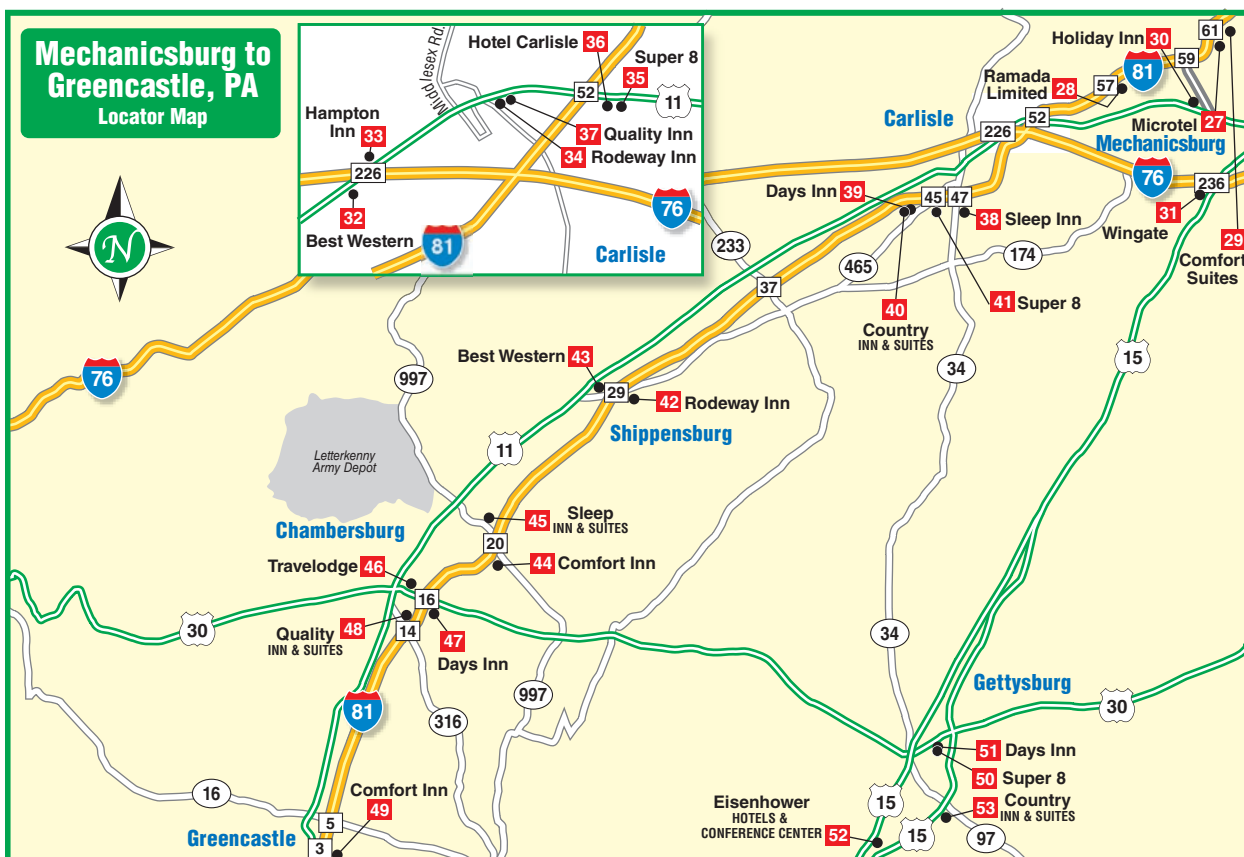 Mechanicsburg to
Greencastle, PA
Locator Map
N
Middlesex Rd.
Hotel Carlisle 36
Super 8
35
52
11
Hampton
Inn
33
37 Quality Inn
34 Rodeway Inn
226
32
Best Western
76
81
Carlisle
61
Holiday Inn 30
59
81
Ramada
Limited
28
57
52
Carlisle
226
Microtel 27
Mechanicsburg
76
236
31
Wingate
29
Comfort
Suites
Days Inn 39
45
47
38 Sleep Inn
233
465
174
37
40
Country
INN & SUITES
41 Super 8
15
34
76
997
Best Western 43
29
42 Rodeway Inn
Shippensburg
11
Letterkenny
Army Depot
Chambersburg
45 Sleep
INN & SUITES
20
44 Comfort Inn
Travelodge 46
16
30
Quality 48
INN & SUITES
14
47
Days Inn
34
997
Gettysburg
30
81
316
51 Days Inn
50 Super 8
16
Comfort Inn
49
5
Greencastle
3
15
Eisenhower
HOTELS &
CONFERENCE CENTER 52
53 Country
INN & SUITES
15
97